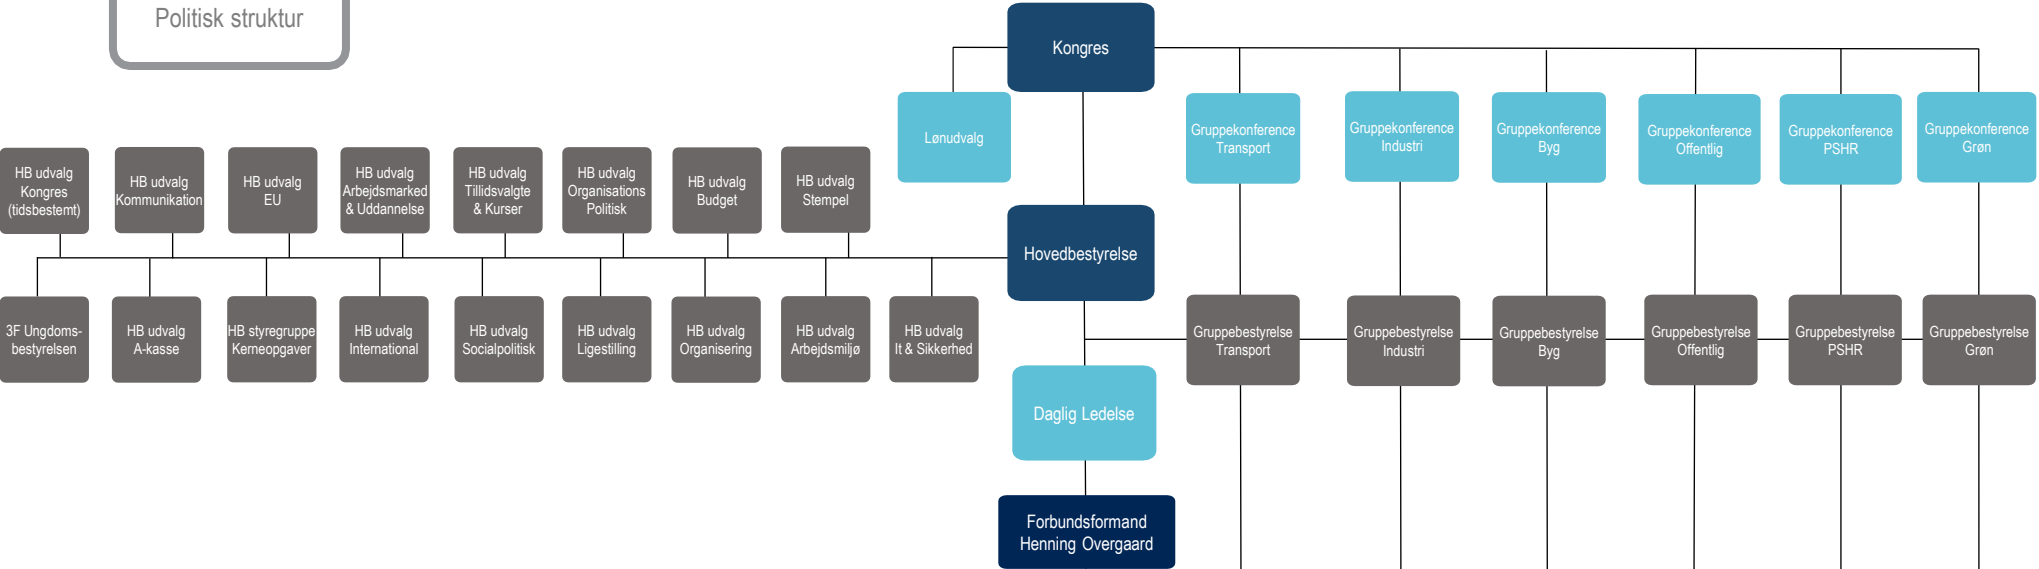 Politisk struktur
Kongres
Lønudvalg
Gruppekonference
Transport
Gruppekonference
Industri
Gruppekonference
Byg
Gruppekonference
Offentlig
Gruppekonference
PSHR
Gruppekonference
Grøn
HB udvalg
Kongres
(tidsbestemt)
HB udvalg
Kommunikation
HB udvalg
EU
HB udvalg
Arbejdsmarked
& Uddannelse
HB udvalg
Tillidsvalgte
& Kurser
HB udvalg
Organisations
Politisk
HB udvalg
Budget
HB udvalg
Stempel
Hovedbestyrelse
3F Ungdoms-
bestyrelsen
HB udvalg
A-kasse
HB styregruppe
Kerneopgaver
HB udvalg
International
HB udvalg
Socialpolitisk
HB udvalg
Ligestilling
HB udvalg
Organisering
HB udvalg
Arbejdsmiljø
HB udvalg
It & Sikkerhed
Gruppebestyrelse
Transport
Gruppebestyrelse
Industri
Gruppebestyrelse
Byg
Gruppebestyrelse
Offentlig
Gruppebestyrelse
PSHR
Gruppebestyrelse
Grøn
Daglig Ledelse
Forbundsformand
Henning Overgaard